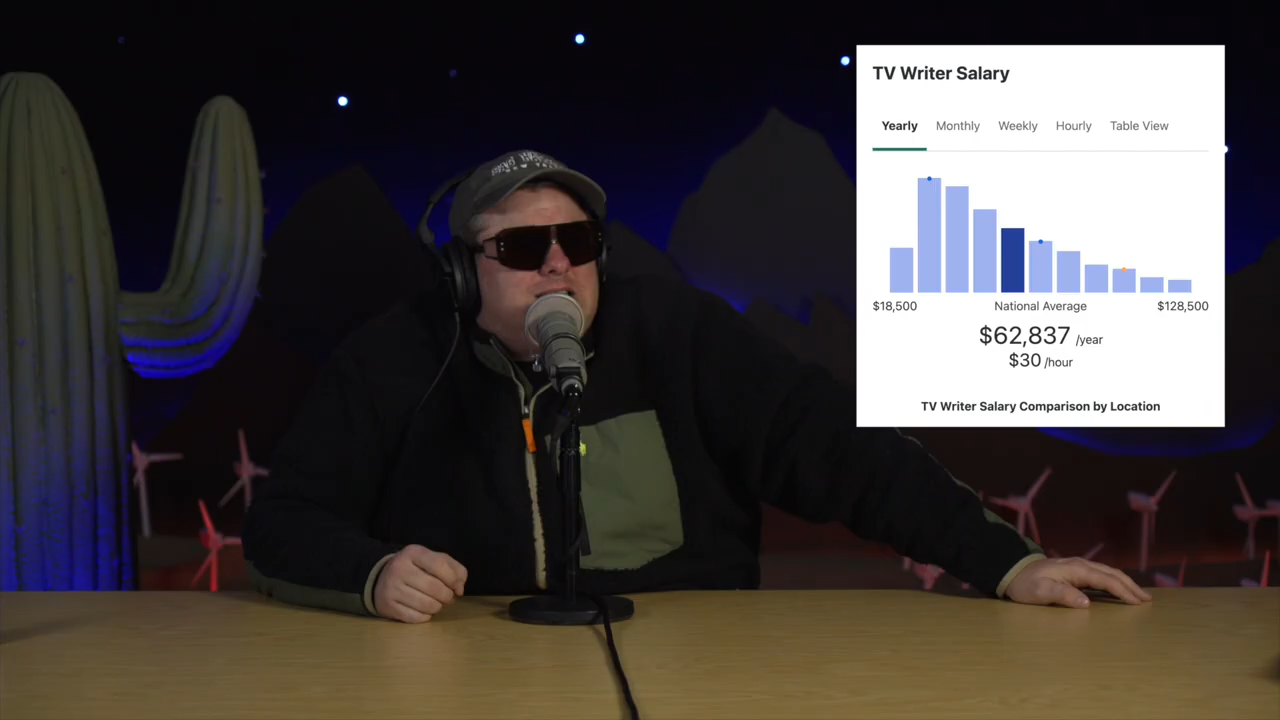 TV Writer Salary
Yearly Monthly Weekly Hourly Table View
$18,500 National Average $128,500
$62,837 /year
$30 /hour
TV Writer Salary Comparison by Location